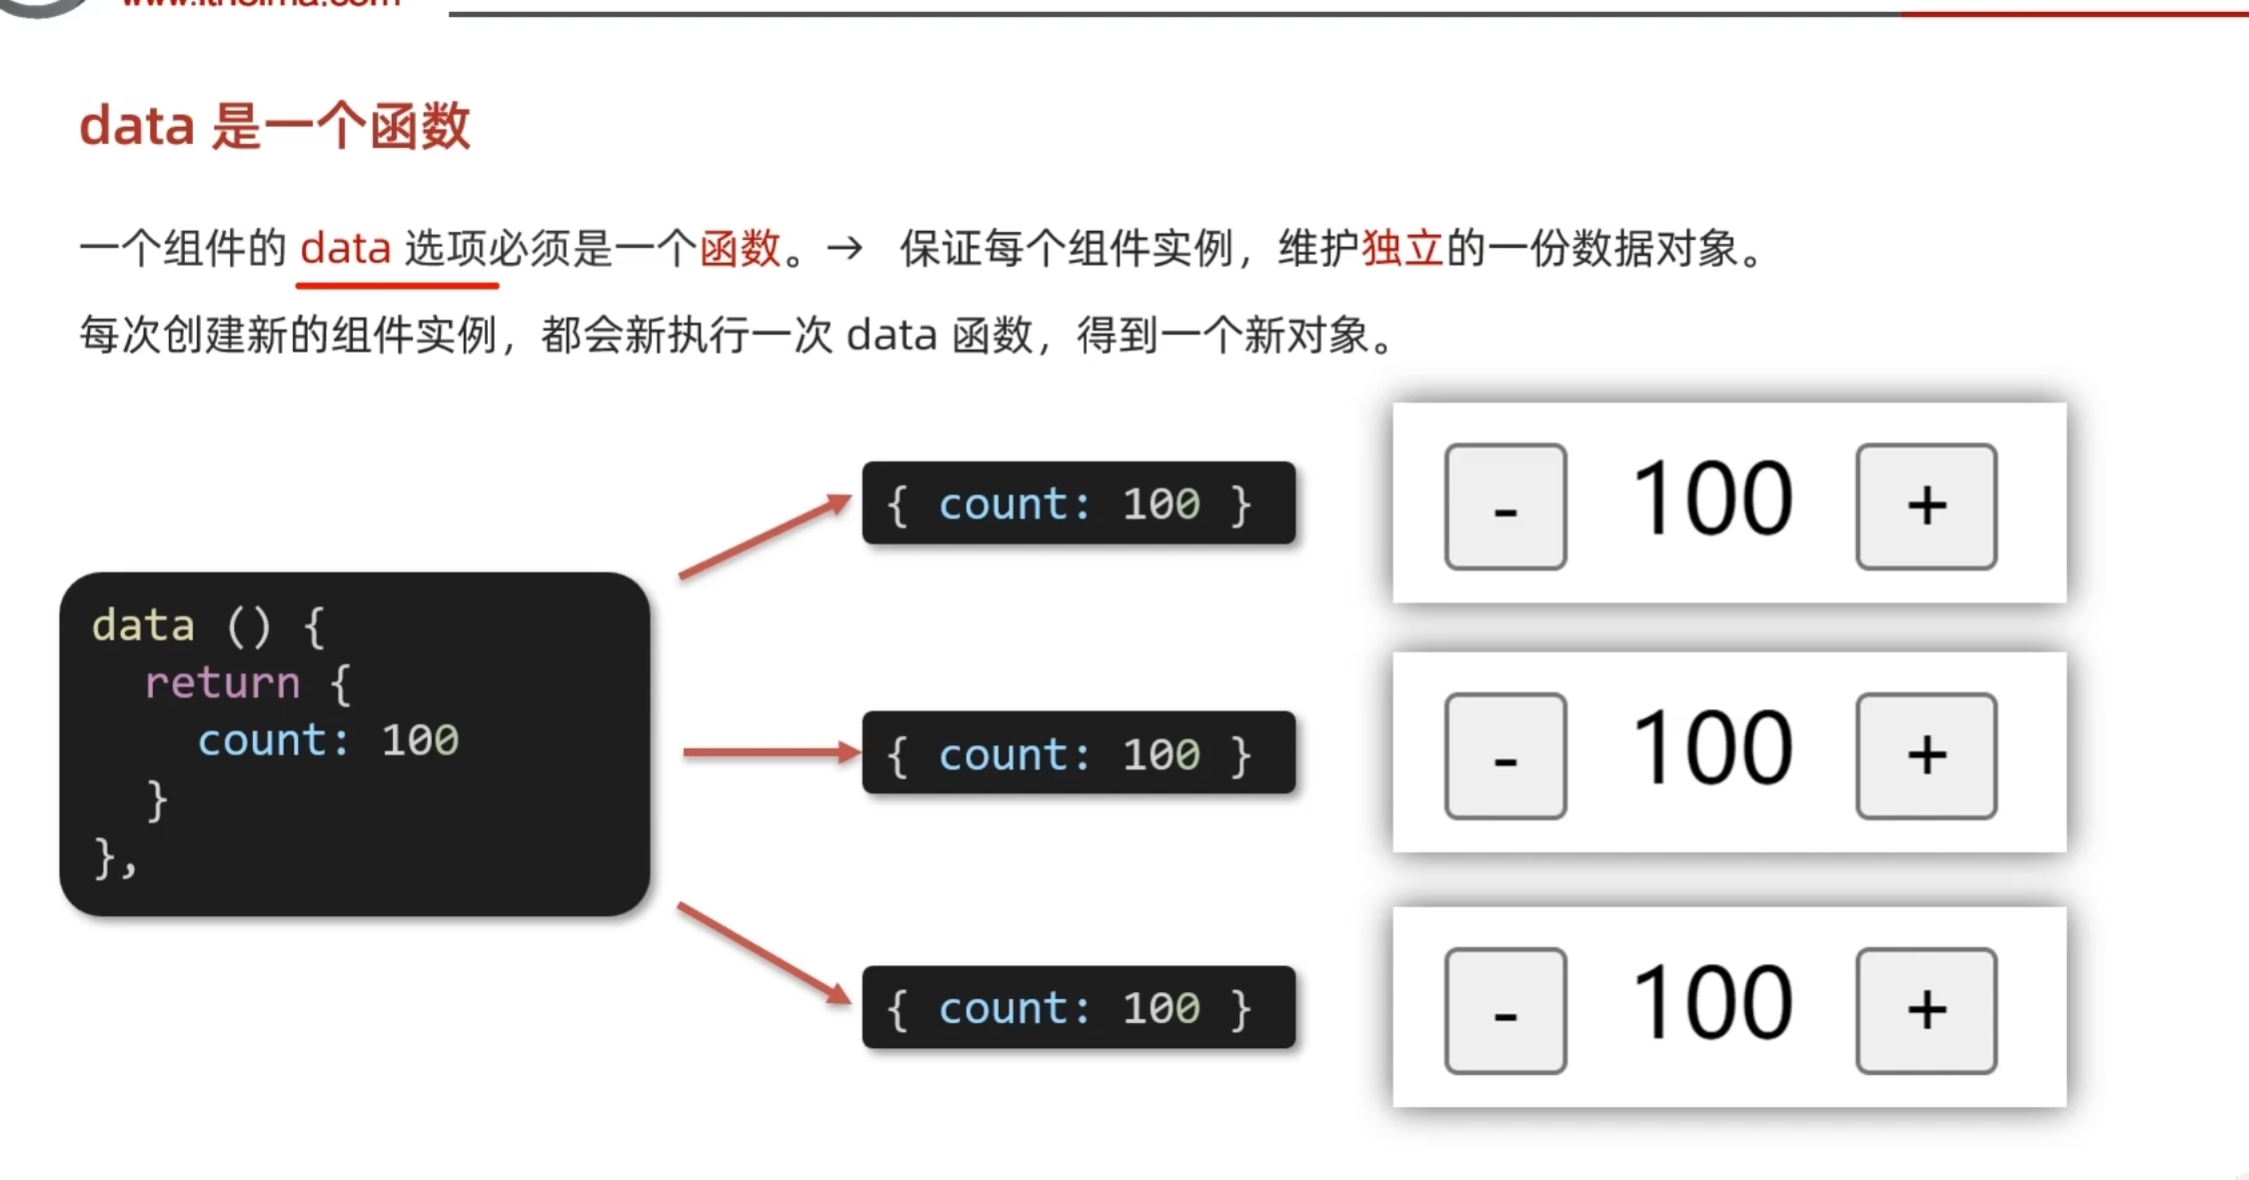 data 是一个函数
一个组件的 data 选项必须是一个函数。→ 保证每个组件实例，维护独立的一份数据对象。
每次创建新的组件实例，都会新执行一次 data 函数，得到一个新对象。
data () {
return {
count: 100
}
},
{ count: 100 }
- 100 +
{ count: 100 }
- 100 +
{ count: 100 }
- 100 +